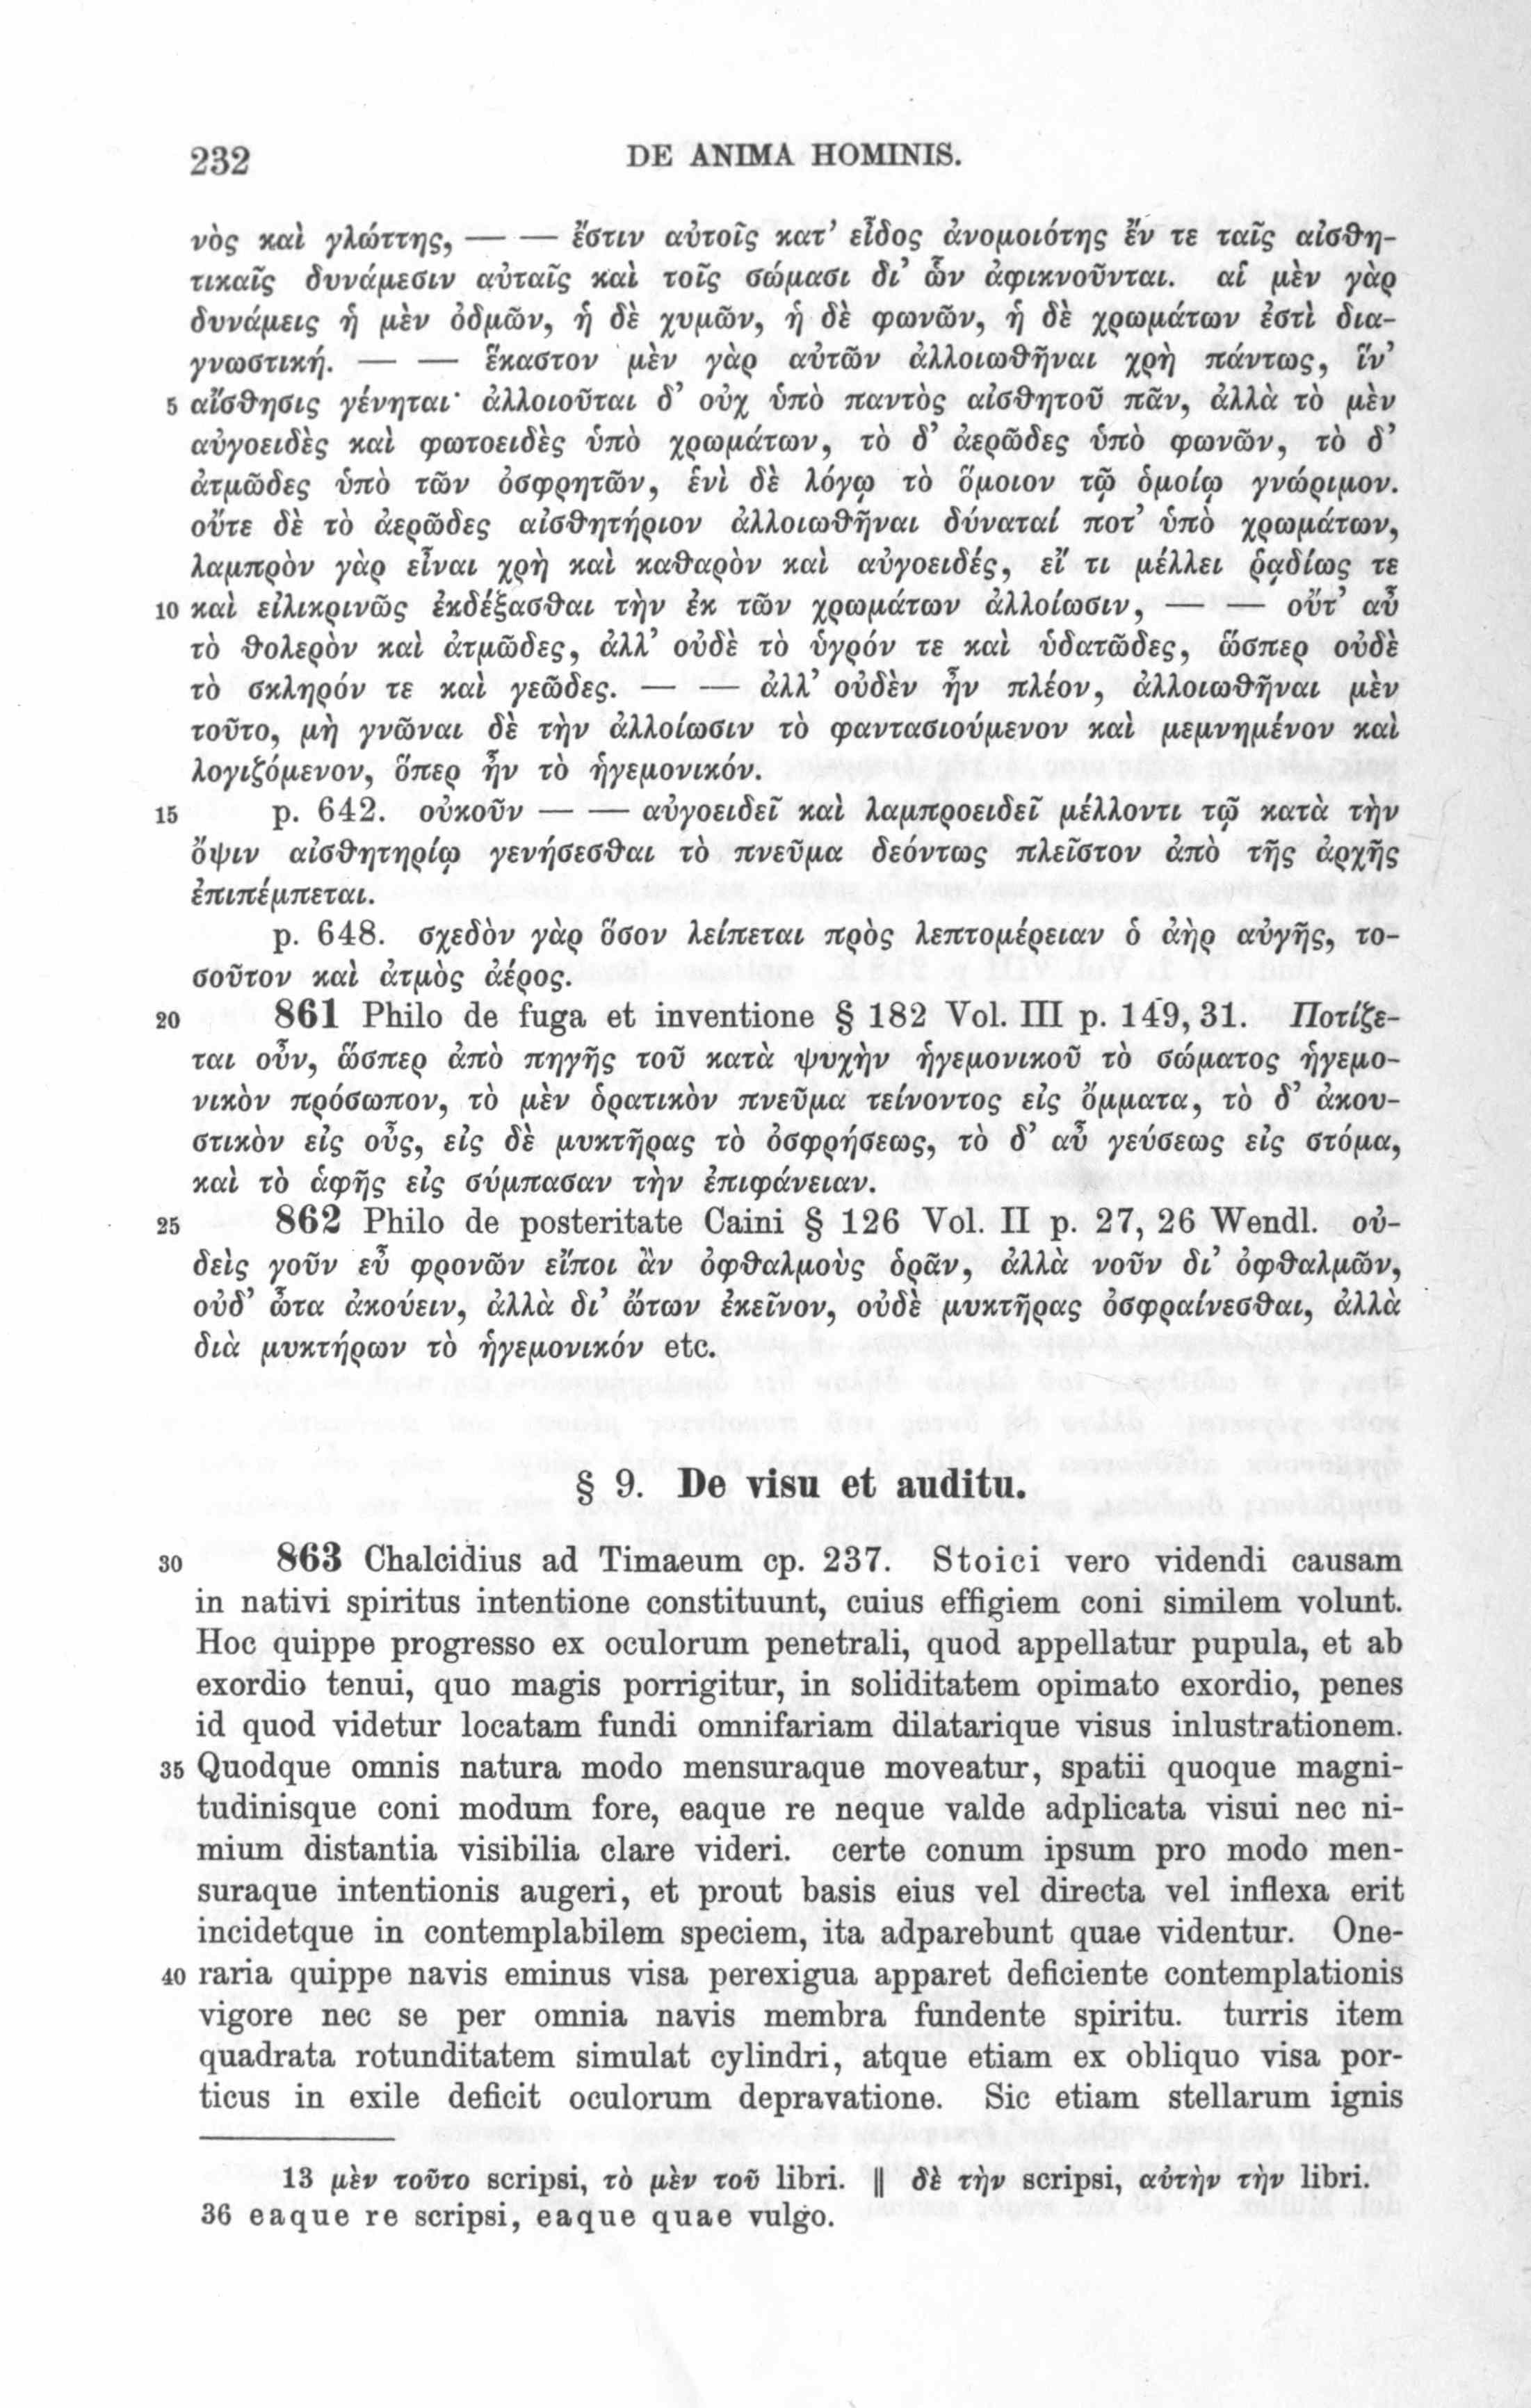 232 DE ANIMA HOMINIS.
νὸς καὶ γλώττης, — — ἔστιν αὐτοῖς κατ’ εἶδος ἀνομοιότης ἔν τε ταῖς αἰσθη-
τικαῖς δυνάμεσιν αὐταῖς καὶ τοῖς σώμασι δι’ ὧν ἀφικνοῦνται. αἱ μὲν γὰρ
δυνάμεις ἡ μὲν ὀδμῶν, ἡ δὲ χυμῶν, ἡ δὲ φωνῶν, ἡ δὲ χρωμάτων ἐστὶ δια-
γνωστική. — — ἕκαστον μὲν γὰρ αὐτῶν ἀλλοιωθῆναι χρὴ πάντως, ἵν’
5 αἴσθησις γένηται· ἀλλοιοῦται δ’ οὐχ ὑπὸ παντὸς αἰσθητοῦ πᾶν, ἀλλὰ τὸ μὲν
αὐγοειδὲς καὶ φωτοειδὲς ὑπὸ χρωμάτων, τὸ δ’ ἀερῶδες ὑπὸ φωνῶν, τὸ δ’
ἀτμῶδες ὑπὸ τῶν ὀσφρητῶν, ἑνὶ δὲ λόγῳ τὸ ὅμοιον τῷ ὁμοίῳ γνώριμον.
οὔτε δὲ τὸ ἀερῶδες αἰσθητήριον ἀλλοιωθῆναι δύναταί ποτ’ ὑπὸ χρωμάτων,
λαμπρὸν γὰρ εἶναι χρὴ καὶ καθαρὸν καὶ αὐγοειδές, εἴ τι μέλλει ῥᾳδίως τε
10 καὶ εἰλικρινῶς ἐκδέξασθαι τὴν ἐκ τῶν χρωμάτων ἀλλοίωσιν, — — οὔτ’ αὖ
τὸ θολερὸν καὶ ἀτμῶδες, ἀλλ’ οὐδὲ τὸ ὑγρόν τε καὶ ὑδατῶδες, ὥσπερ οὐδὲ
τὸ σκληρόν τε καὶ γεῶδες. — — ἀλλ’ οὐδὲν ἦν πλέον, ἀλλοιωθῆναι μὲν
τοῦτο, μὴ γνῶναι δὲ τὴν ἀλλοίωσιν τὸ φαντασιούμενον καὶ μεμνημένον καὶ
λογιζόμενον, ὅπερ ἦν τὸ ἡγεμονικόν.
15 p. 642. οὐκοῦν — — αὐγοειδεῖ καὶ λαμπροειδεῖ μέλλοντι τῷ κατὰ τὴν
ὄψιν αἰσθητηρίῳ γενήσεσθαι τὸ πνεῦμα δεόντως πλεῖστον ἀπὸ τῆς ἀρχῆς
ἐπιπέμπεται.
p. 648. σχεδὸν γὰρ ὅσον λείπεται πρὸς λεπτομέρειαν ὁ ἀὴρ αὐγῆς, το-
σοῦτον καὶ ἀτμὸς ἀέρος.
20 861 Philo de fuga et inventione § 182 Vol. III p. 149, 31. Ποτίζε-
ται οὖν, ὥσπερ ἀπὸ πηγῆς τοῦ κατὰ ψυχὴν ἡγεμονικοῦ τὸ σώματος ἡγεμο-
νικὸν πρόσωπον, τὸ μὲν ὁρατικὸν πνεῦμα τείνοντος εἰς ὄμματα, τὸ δ’ ἀκου-
στικὸν εἰς οὖς, εἰς δὲ μυκτῆρας τὸ ὀσφρήσεως, τὸ δ’ αὖ γεύσεως εἰς στόμα,
καὶ τὸ ἁφῆς εἰς σύμπασαν τὴν ἐπιφάνειαν.
25 862 Philo de posteritate Caini § 126 Vol. II p. 27, 26 Wendl. οὐ-
δεὶς γοῦν εὖ φρονῶν εἴποι ἂν ὀφθαλμοὺς ὁρᾶν, ἀλλὰ νοῦν δι’ ὀφθαλμῶν,
οὐδ’ ὦτα ἀκούειν, ἀλλὰ δι’ ὤτων ἐκεῖνον, οὐδὲ μυκτῆρας ὀσφραίνεσθαι, ἀλλὰ
διὰ μυκτήρων τὸ ἡγεμονικόν etc.
§ 9. De visu et auditu.
30 863 Chalcidius ad Timaeum cp. 237. Stoici vero videndi causam
in nativi spiritus intentione constituunt, cuius effigiem coni similem volunt.
Hoc quippe progresso ex oculorum penetrali, quod appellatur pupula, et ab
exordio tenui, quo magis porrigitur, in soliditatem opimato exordio, penes
id quod videtur locatam fundi omnifariam dilatarique visus inlustrationem.
35 Quodque omnis natura modo mensuraque moveatur, spatii quoque magni-
tudinisque coni modum fore, eaque re neque valde adplicata visui nec ni-
mium distantia visibilia clare videri. certe conum ipsum pro modo men-
suraque intentionis augeri, et prout basis eius vel directa vel inflexa erit
incidetque in contemplabilem speciem, ita adparebunt quae videntur. One-
40 raria quippe navis eminus visa perexigua apparet deficiente contemplationis
vigore nec se per omnia navis membra fundente spiritu. turris item
quadrata rotunditatem simulat cylindri, atque etiam ex obliquo visa por-
ticus in exile deficit oculorum depravatione. Sic etiam stellarum ignis
13 μὲν τοῦτο scripsi, τὸ μὲν τοῦ libri. || δὲ τὴν scripsi, αὐτὴν τὴν libri.
36 eaque re scripsi, eaque quae vulgo.